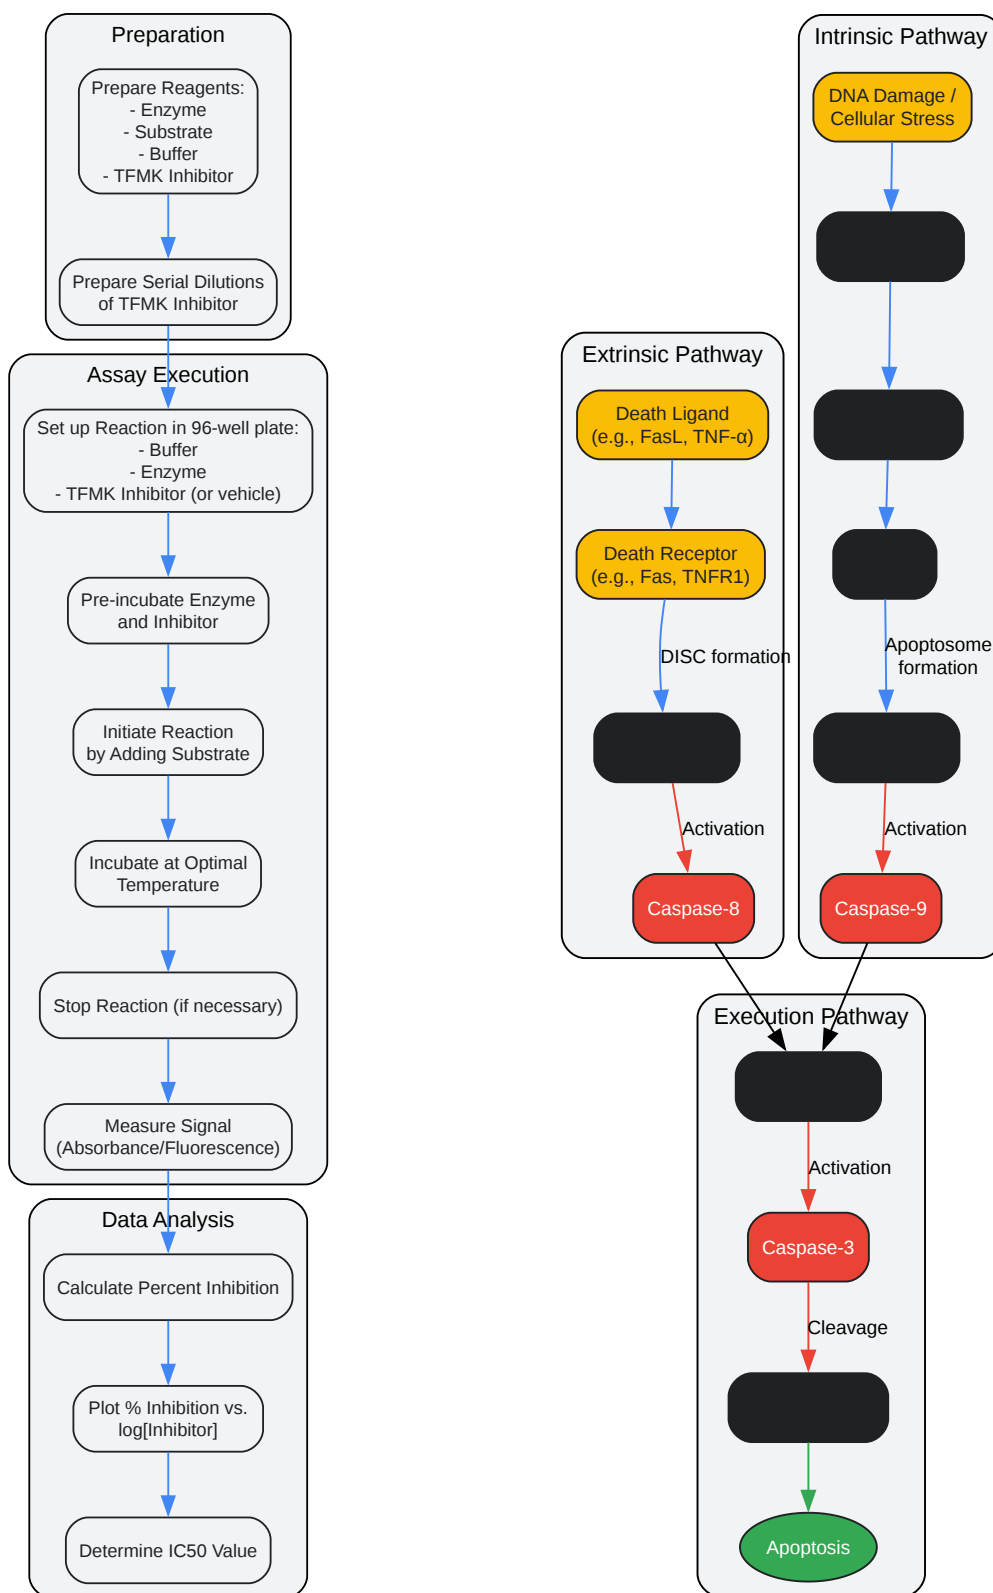 Preparation
Prepare Reagents:
- Enzyme
- Substrate
- Buffer
- TFMK Inhibitor
Prepare Serial Dilutions
of TFMK Inhibitor
Assay Execution
Set up Reaction in 96-well plate:
- Buffer
- Enzyme
- TFMK Inhibitor (or vehicle)
Pre-incubate Enzyme
and Inhibitor
Initiate Reaction
by Adding Substrate
Incubate at Optimal
Temperature
Stop Reaction (if necessary)
Measure Signal
(Absorbance/Fluorescence)
Data Analysis
Calculate Percent Inhibition
Plot % Inhibition vs.
log[Inhibitor]
Determine IC50 Value
Extrinsic Pathway
Death Ligand
(e.g., FasL, TNF-α)
Death Receptor
(e.g., Fas, TNFR1)
DISC formation
Activation
Caspase-8
Intrinsic Pathway
DNA Damage /
Cellular Stress
Apoptosome
formation
Activation
Caspase-9
Execution Pathway
Activation
Caspase-3
Cleavage
Apoptosis